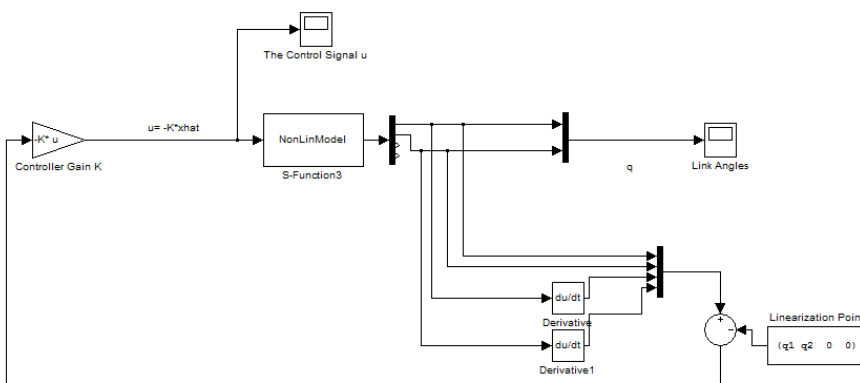 The Control Signal u
u= -K*xhat
-K* u
Controller Gain K
NonLinModel
S-Function3
Link Angles
q
du/dt
Derivative
du/dt
Derivative1
+
−
Linearization Poin
(q1 q2 0 0)